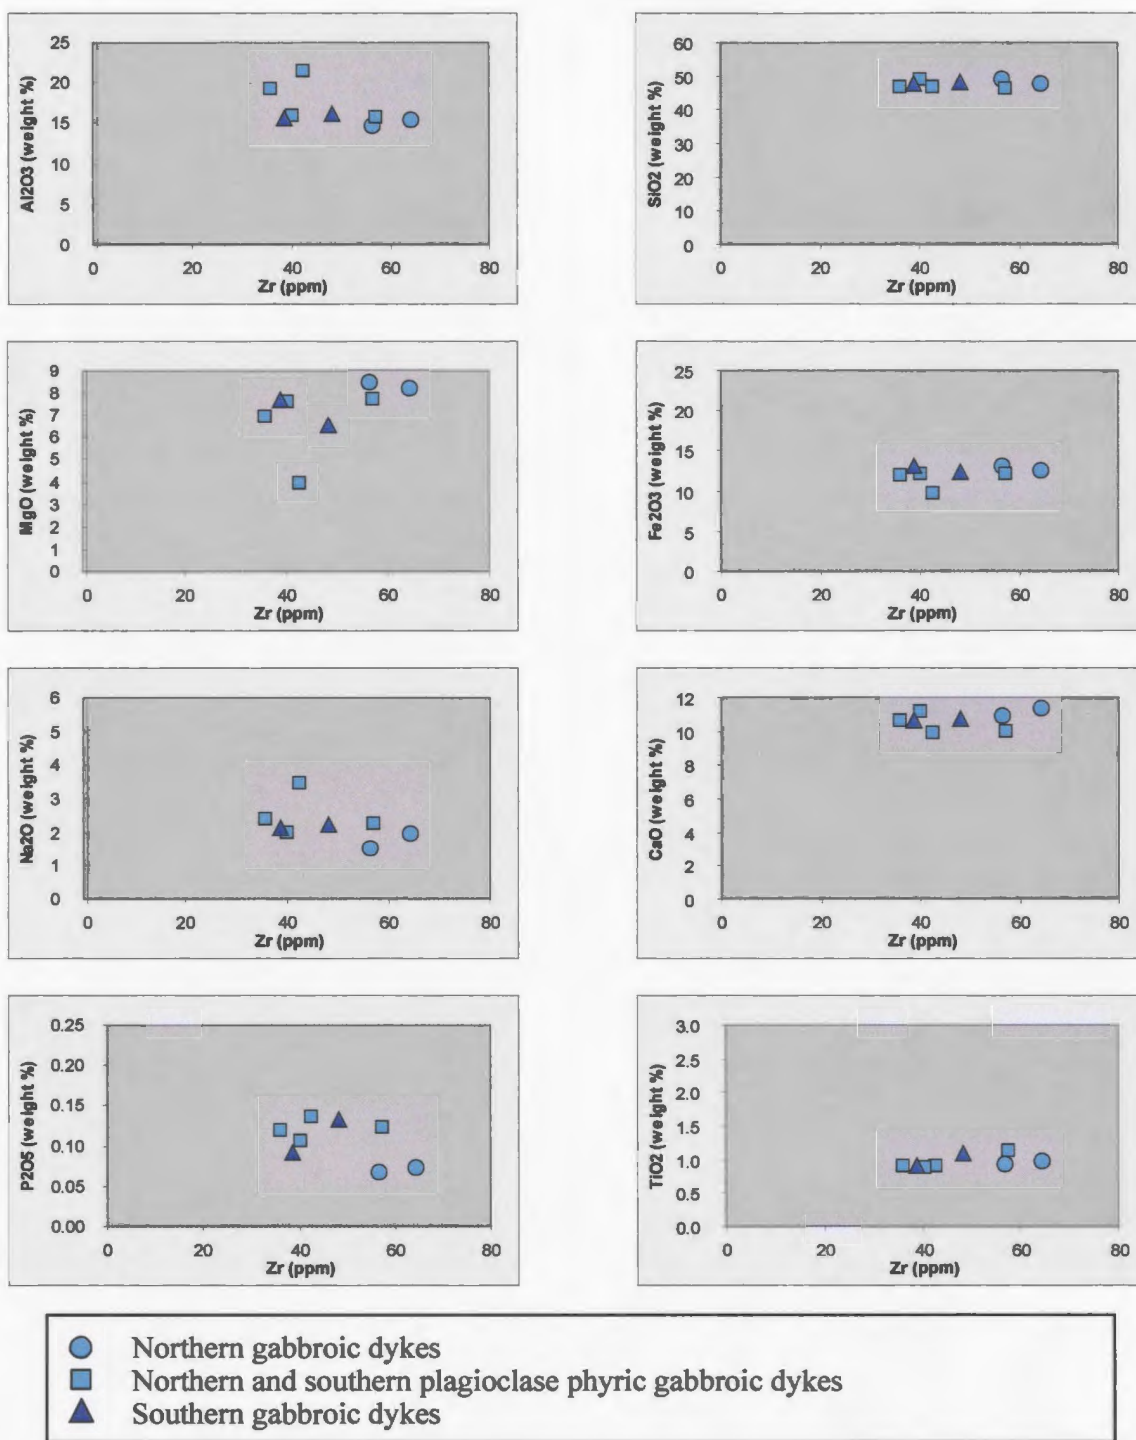 Al2O3 (weight %)
25
20
15
10
5
0
0 20 40 60 80
Zr (ppm)
SiO2 (weight %)
60
50
40
30
20
10
0
0 20 40 60 80
Zr (ppm)
MgO (weight %)
9
8
7
6
5
4
3
2
1
0
0 20 40 60 80
Zr (ppm)
Fe2O3 (weight %)
25
20
15
10
5
0
0 20 40 60 80
Zr (ppm)
Na2O (weight %)
6
5
4
3
2
1
0
0 20 40 60 80
Zr (ppm)
CaO (weight %)
12
10
8
6
4
2
0
0 20 40 60 80
Zr (ppm)
P2O5 (weight %)
0.25
0.20
0.15
0.10
0.05
0.00
0 20 40 60 80
Zr (ppm)
TiO2 (weight %)
3.0
2.5
2.0
1.5
1.0
0.5
0.0
0 20 40 60 80
Zr (ppm)
Northern gabbroic dykes
Northern and southern plagioclase phyric gabbroic dykes
Southern gabbroic dykes